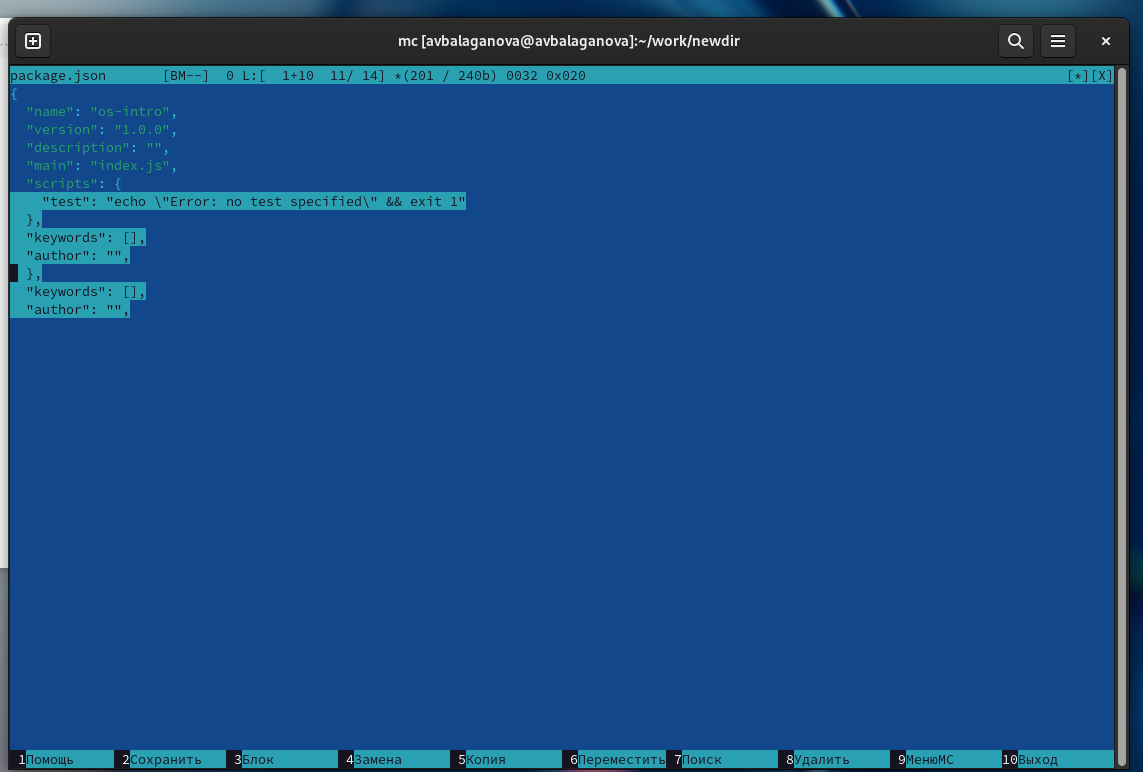 mc [avbalaganova@avbalaganova]:~/work/newdir
package.json       [BM--]  0 L:[  1+10  11/ 14] *(201 / 240b) 0032 0x020 [*][X]
{
  "name": "os-intro",
  "version": "1.0.0",
  "description": "",
  "main": "index.js",
  "scripts": {
    "test": "echo \"Error: no test specified\" && exit 1"
  },
  "keywords": [],
  "author": "",
  },
  "keywords": [],
  "author": "",
1Помощь 2Сохранить 3Блок 4Замена 5Копия 6Переместить 7Поиск 8Удалить 9МенюМС 10Выход